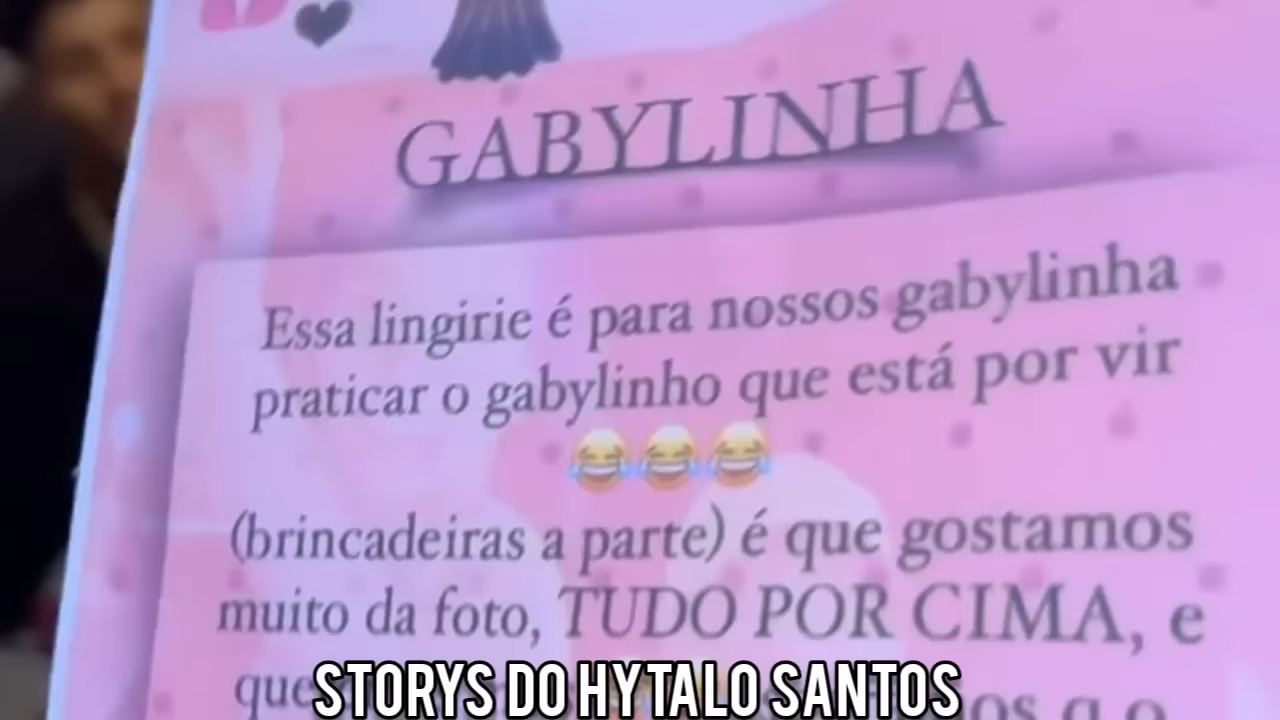 GABYLINHA
Essa lingirie é para nossos gabylinha
praticar o gabylinho que está por vir
😂😂😂
(brincadeiras a parte) é que gostamos
muito da foto, TUDO POR CIMA, e
que
STORYS DO HYTALO SANTOS